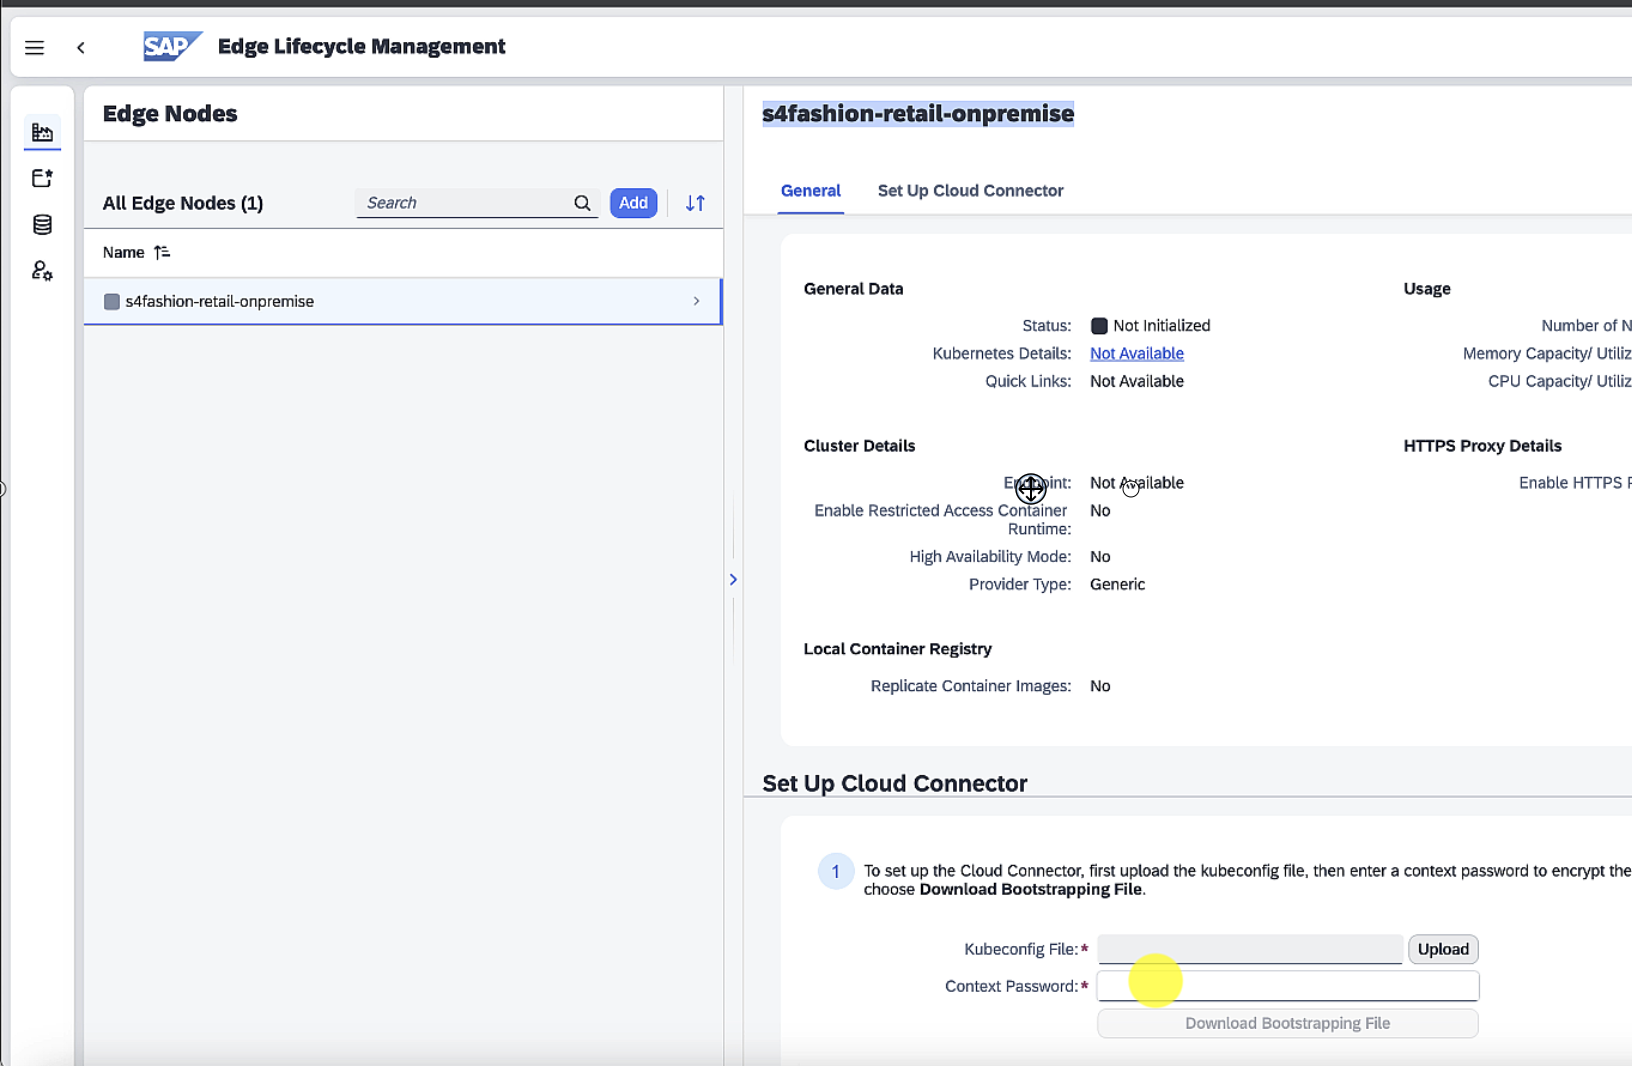 SAP Edge Lifecycle Management
Edge Nodes
All Edge Nodes (1)
Search
Add
Name
s4fashion-retail-onpremise
s4fashion-retail-onpremise
General
Set Up Cloud Connector
General Data
Status: Not Initialized
Kubernetes Details: Not Available
Quick Links: Not Available
Usage
Number of N
Memory Capacity/ Utiliz
CPU Capacity/ Utiliz
Cluster Details
Endpoint: Not Available
Enable Restricted Access Container
Runtime:
No
High Availability Mode: No
Provider Type: Generic
HTTPS Proxy Details
Enable HTTPS P
Local Container Registry
Replicate Container Images: No
Set Up Cloud Connector
1
To set up the Cloud Connector, first upload the kubeconfig file, then enter a context password to encrypt the
choose Download Bootstrapping File.
Kubeconfig File:*
Upload
Context Password:*
Download Bootstrapping File